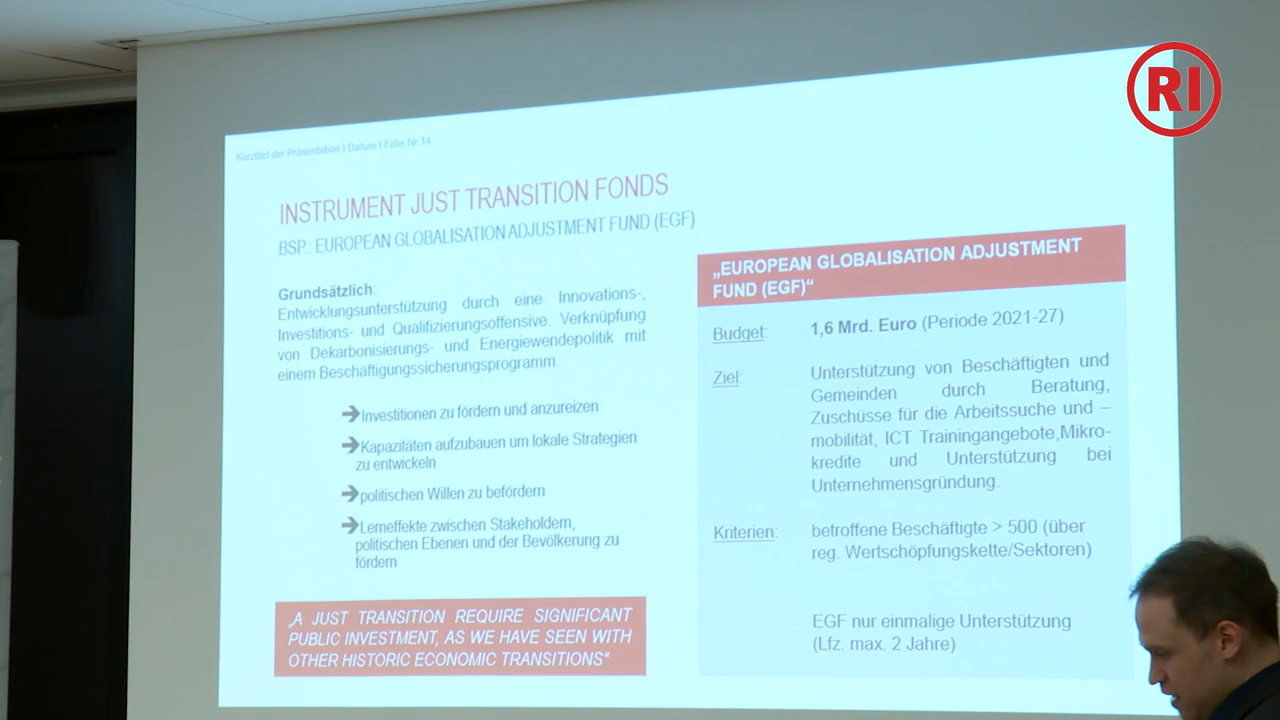 RI
Kurztitel der Präsentation I Datum I Folie Nr.14
INSTRUMENT JUST TRANSITION FONDS
BSP.: EUROPEAN GLOBALISATION ADJUSTMENT FUND (EGF)
Grundsätzlich:
Entwicklungsunterstützung durch eine Innovations-,
Investitions- und Qualifizierungsoffensive. Verknüpfung
von Dekarbonisierungs- und Energiewendepolitik mit
einem Beschäftigungssicherungsprogramm.
➔Investitionen zu fördern und anzureizen
➔Kapazitäten aufzubauen um lokale Strategien
zu entwickeln
➔politischen Willen zu befördern
➔Lerneffekte zwischen Stakeholdern,
politischen Ebenen und der Bevölkerung zu
fördern
„A JUST TRANSITION REQUIRE SIGNIFICANT
PUBLIC INVESTMENT, AS WE HAVE SEEN WITH
OTHER HISTORIC ECONOMIC TRANSITIONS“
„EUROPEAN GLOBALISATION ADJUSTMENT
FUND (EGF)“
Budget: 1,6 Mrd. Euro (Periode 2021-27)
Ziel: Unterstützung von Beschäftigten und
Gemeinden durch Beratung,
Zuschüsse für die Arbeitssuche und –
mobilität, ICT Trainingangebote,Mikro-
kredite und Unterstützung bei
Unternehmensgründung.
Kriterien: betroffene Beschäftigte > 500 (über
reg. Wertschöpfungskette/Sektoren)
EGF nur einmalige Unterstützung
(Lfz. max. 2 Jahre)